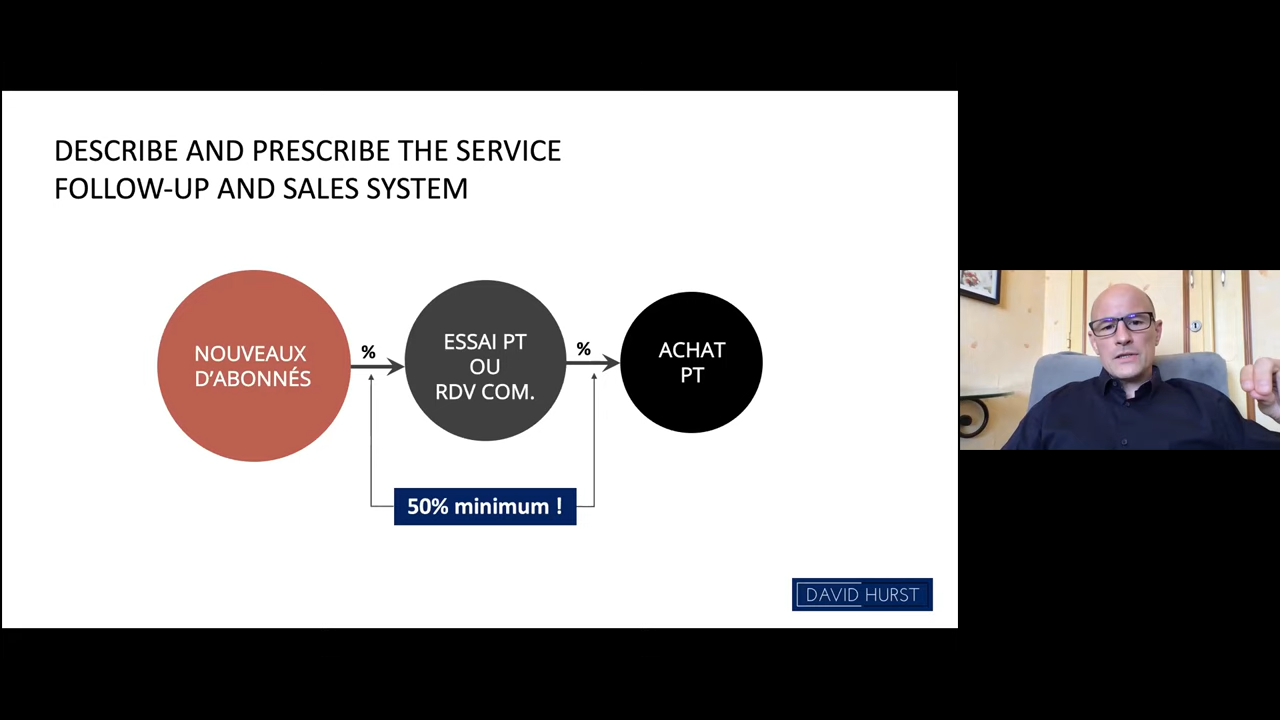 DESCRIBE AND PRESCRIBE THE SERVICE
FOLLOW-UP AND SALES SYSTEM
NOUVEAUX
D’ABONNÉS
%
ESSAI PT
OU
RDV COM.
%
ACHAT
PT
50% minimum !
DAVID HURST